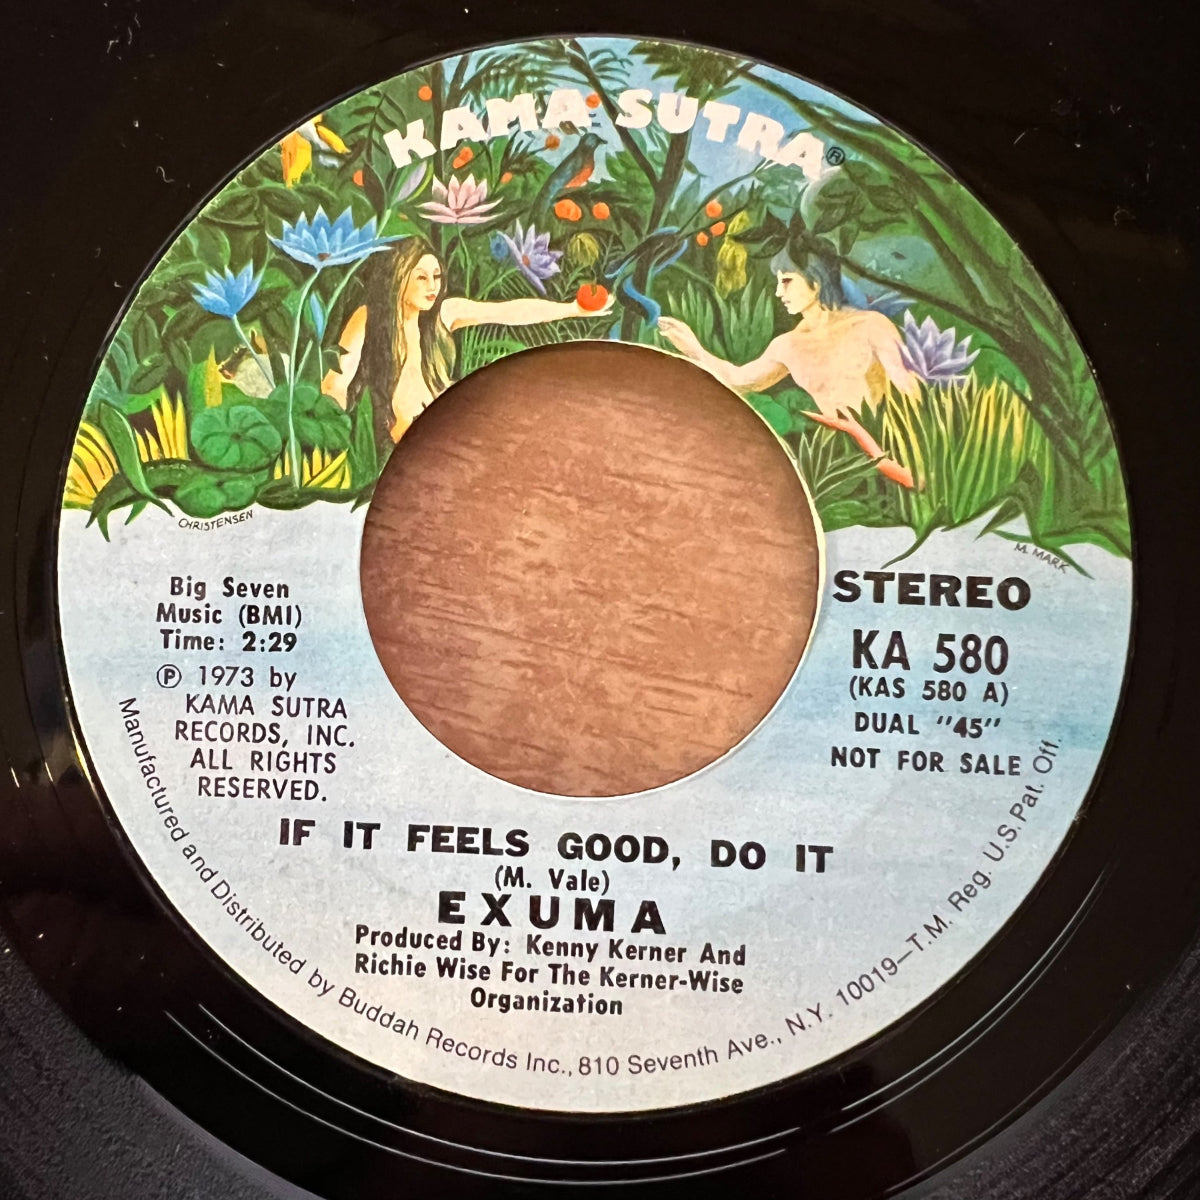 KAMA SUTRA®
CHRISTENSEN
M. MARK
Big Seven
Music (BMI)
Time: 2:29
Ⓟ 1973 by
KAMA SUTRA
RECORDS, INC.
ALL RIGHTS
RESERVED.
STEREO
KA 580
(KAS 580 A)
DUAL "45"
NOT FOR SALE
IF IT FEELS GOOD, DO IT
(M. Vale)
EXUMA
Produced By: Kenny Kerner And
Richie Wise For The Kerner-Wise
Organization
Manufactured and Distributed by Buddah Records Inc., 810 Seventh Ave., N.Y. 10019—T.M. Reg. U.S. Pat. Off.